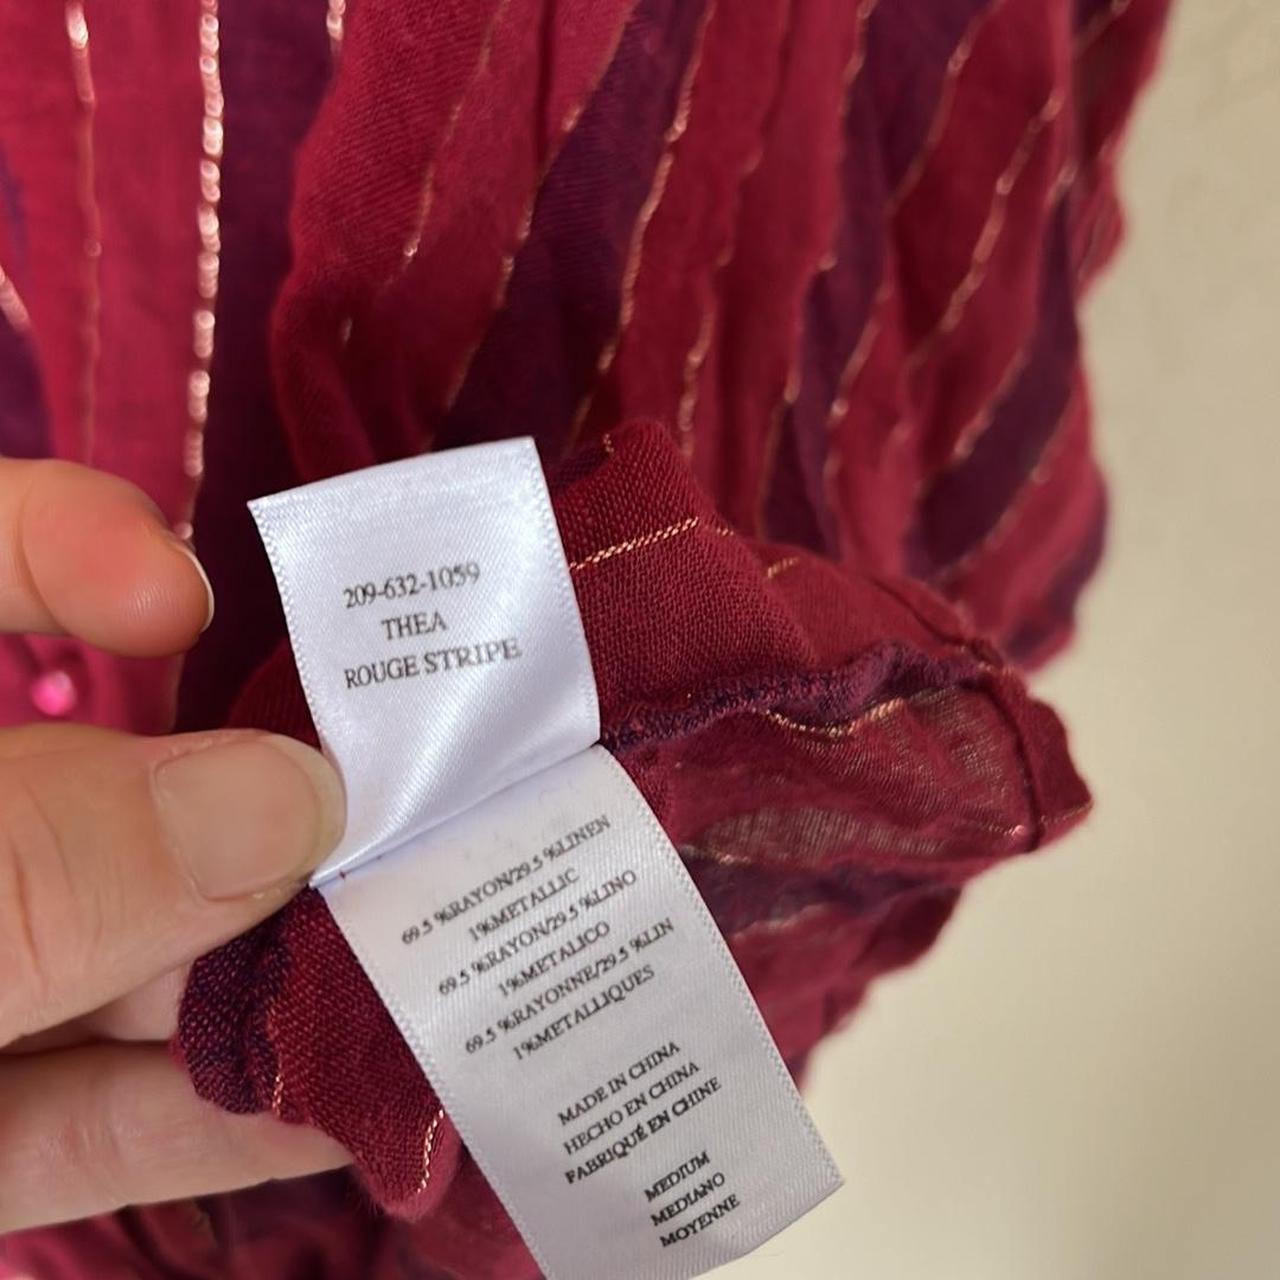 209-632-1059
THEA
ROUGE STRIPE
69.5 %RAYON/29.5 %LINEN
1%METALLIC
69.5 %RAYON/29.5 %LINO
1%METALICO
69.5 %RAYONNE/29.5 %LIN
1%METALLIQUES
MADE IN CHINA
HECHO EN CHINA
FABRIQUÉ EN CHINE
MEDIUM
MEDIANO
MOYENNE